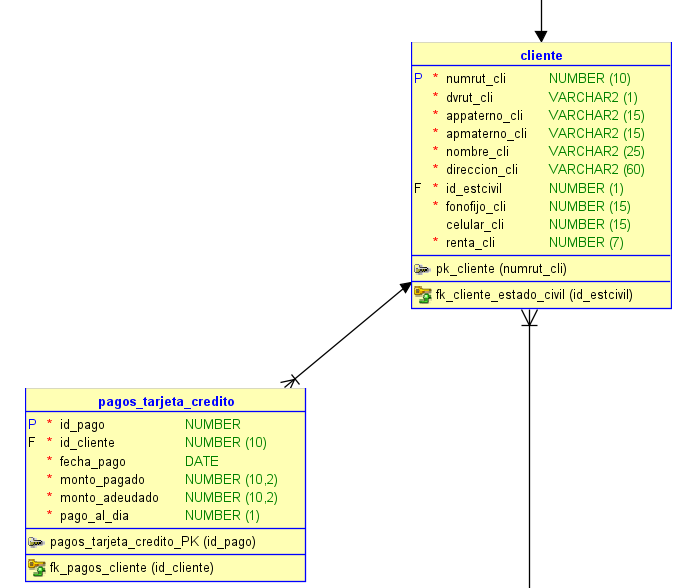 cliente
P * numrut_cli NUMBER (10)
* dvrut_cli VARCHAR2 (1)
* appaterno_cli VARCHAR2 (15)
* apmaterno_cli VARCHAR2 (15)
* nombre_cli VARCHAR2 (25)
* direccion_cli VARCHAR2 (60)
F * id_estcivil NUMBER (1)
* fonofijo_cli NUMBER (15)
celular_cli NUMBER (15)
* renta_cli NUMBER (7)
pk_cliente (numrut_cli)
fk_cliente_estado_civil (id_estcivil)
pagos_tarjeta_credito
P * id_pago NUMBER
F * id_cliente NUMBER (10)
* fecha_pago DATE
* monto_pagado NUMBER (10,2)
* monto_adeudado NUMBER (10,2)
* pago_al_dia NUMBER (1)
pagos_tarjeta_credito_PK (id_pago)
fk_pagos_cliente (id_cliente)